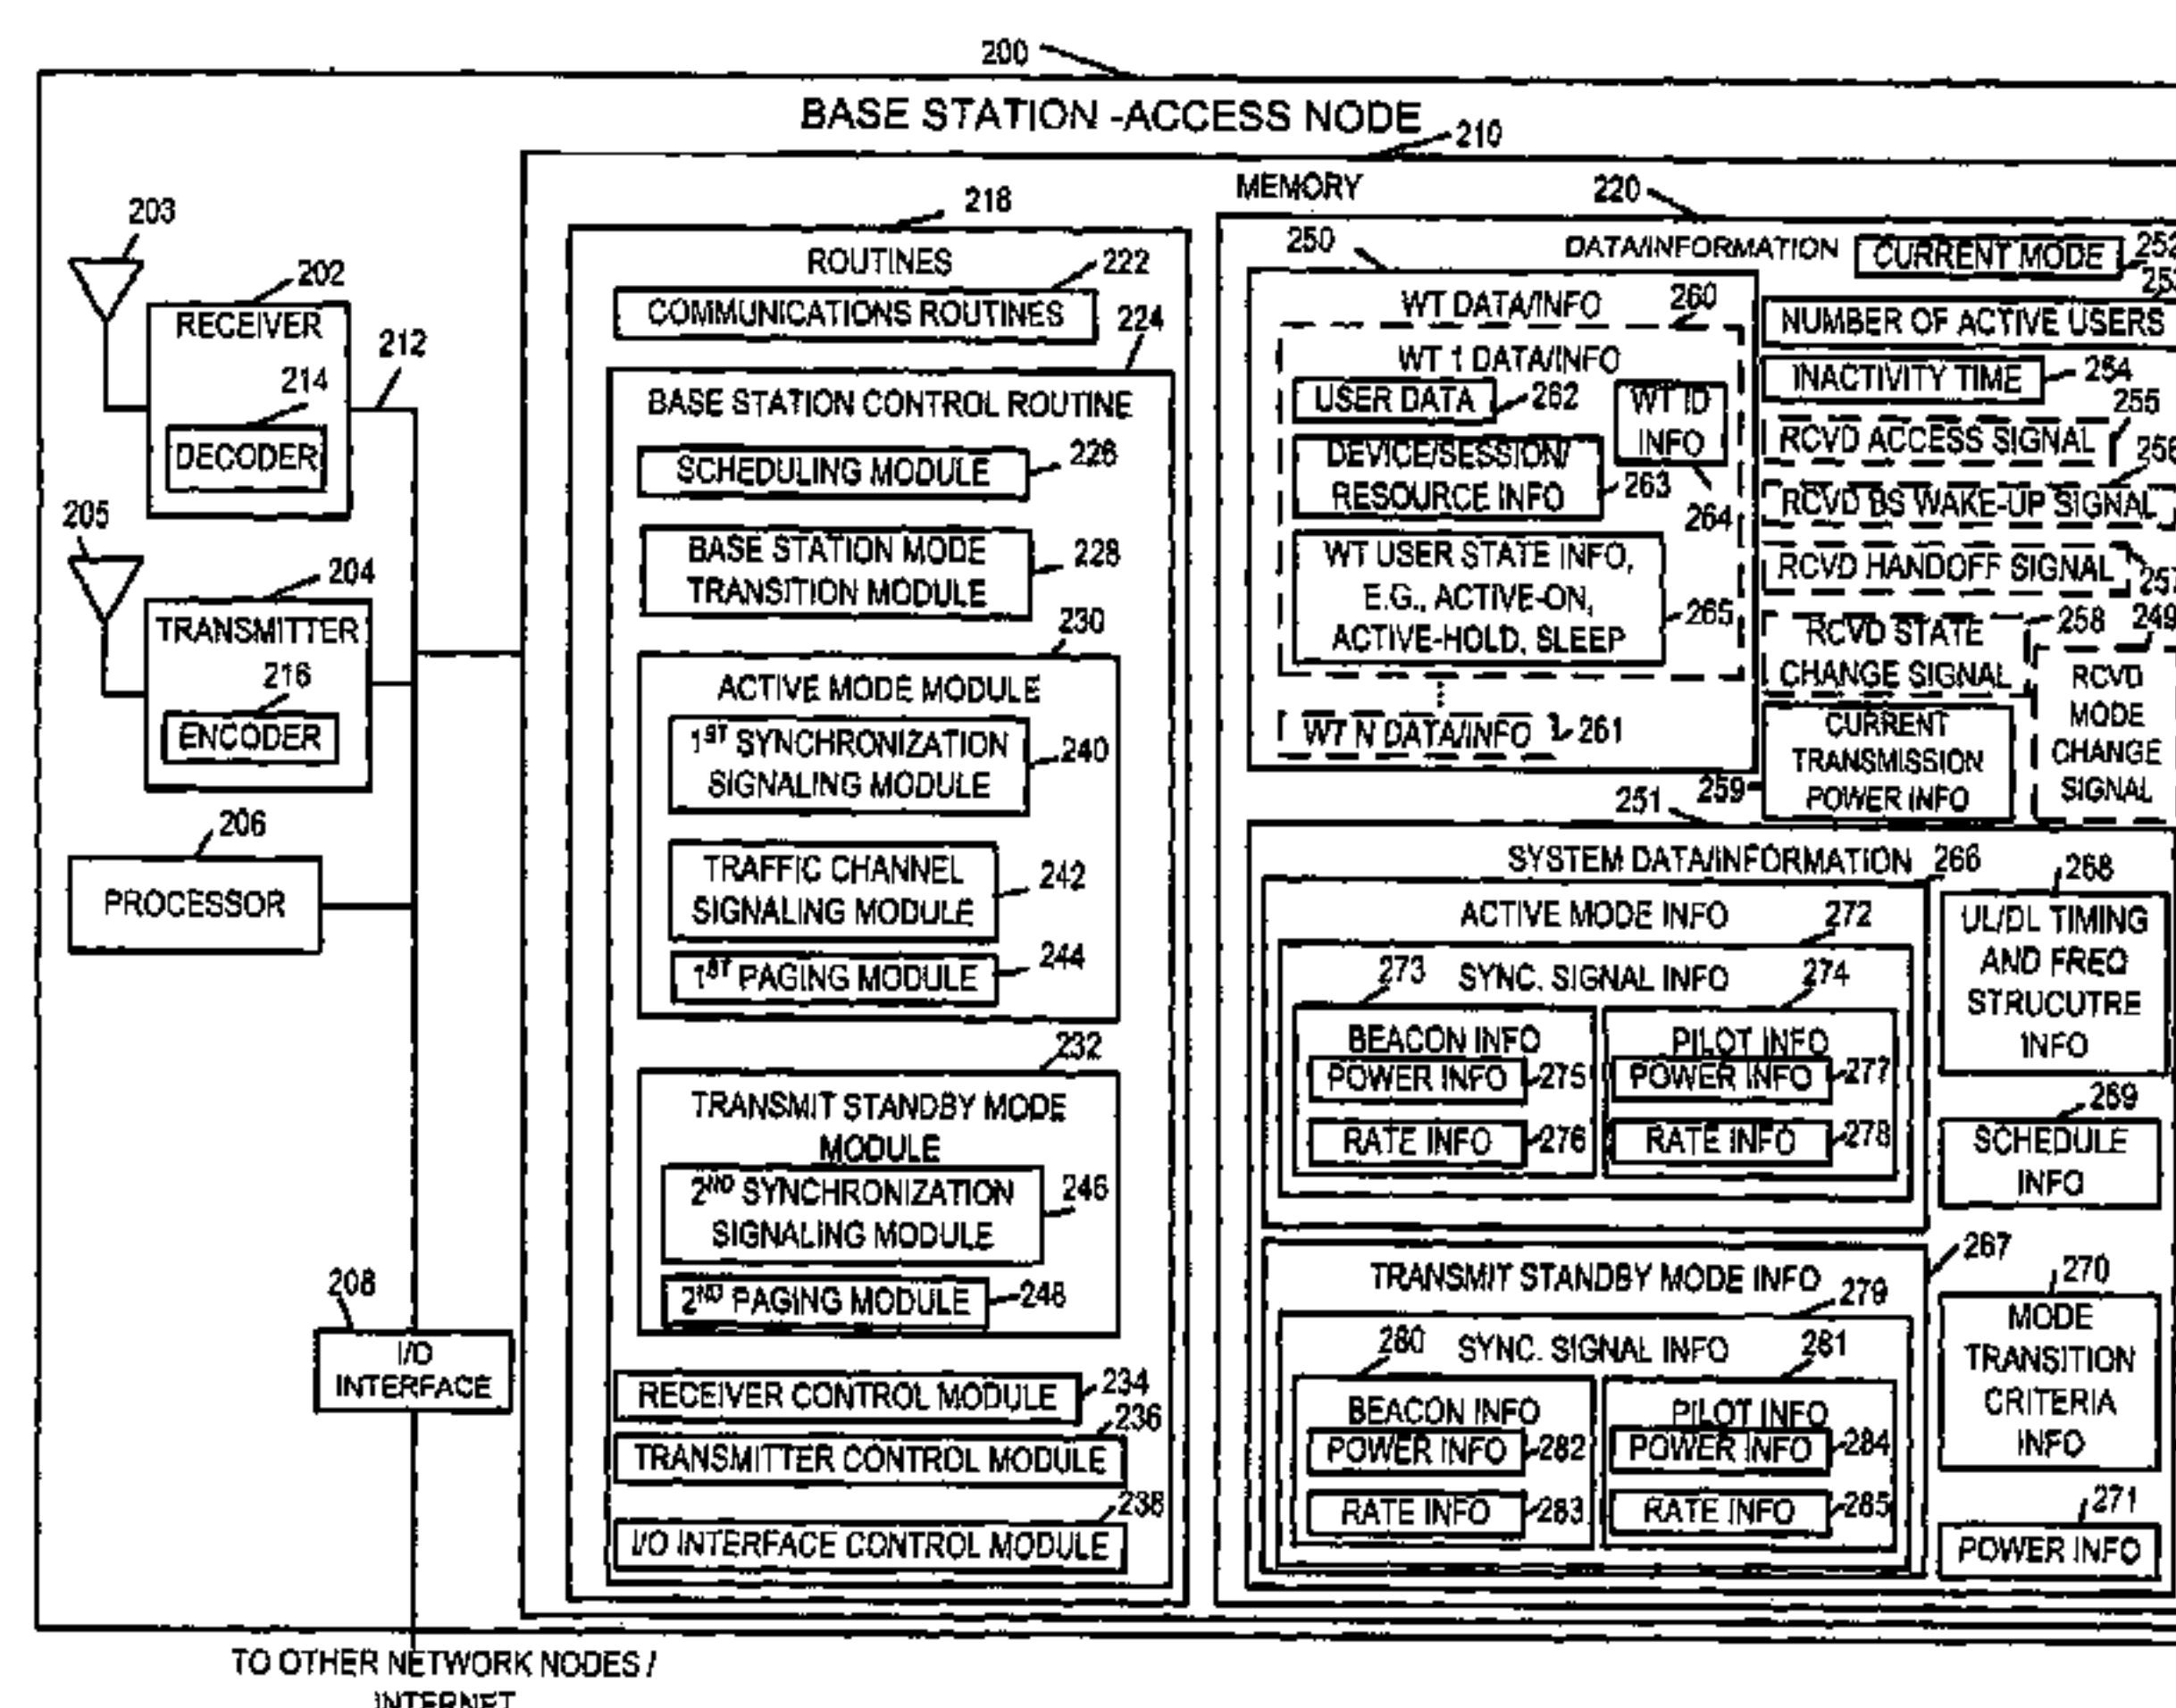 200
BASE STATION -ACCESS NODE
210
203
202
RECEIVER
212
214
DECODER
205
204
TRANSMITTER
216
ENCODER
206
PROCESSOR
208
I/O
INTERFACE
TO OTHER NETWORK NODES /
INTERNET
MEMORY
218
ROUTINES
222
COMMUNICATIONS ROUTINES
224
BASE STATION CONTROL ROUTINE
SCHEDULING MODULE
226
BASE STATION MODE
TRANSITION MODULE
228
230
ACTIVE MODE MODULE
1ST SYNCHRONIZATION
SIGNALING MODULE
240
TRAFFIC CHANNEL
SIGNALING MODULE
242
1ST PAGING MODULE
244
232
TRANSMIT STANDBY MODE
MODULE
2ND SYNCHRONIZATION
SIGNALING MODULE
246
2ND PAGING MODULE
248
RECEIVER CONTROL MODULE
234
236
TRANSMITTER CONTROL MODULE
238
I/O INTERFACE CONTROL MODULE
220
DATA/INFORMATION
250
WT DATA/INFO
260
WT 1 DATA/INFO
USER DATA
262
WT ID
INFO
264
DEVICE/SESSION/
RESOURCE INFO
263
WT USER STATE INFO,
E.G., ACTIVE-ON,
ACTIVE-HOLD, SLEEP
265
WT N DATA/INFO
261
CURRENT MODE
252
253
NUMBER OF ACTIVE USERS
INACTIVITY TIME
254
255
RCVD ACCESS SIGNAL
256
RCVD BS WAKE-UP SIGNAL
RCVD HANDOFF SIGNAL
257
RCVD STATE
CHANGE SIGNAL
258
249
RCVD
MODE
CHANGE
SIGNAL
CURRENT
TRANSMISSION
POWER INFO
259
251
SYSTEM DATA/INFORMATION
266
ACTIVE MODE INFO
272
SYNC. SIGNAL INFO
273
BEACON INFO
POWER INFO
275
RATE INFO
276
274
PILOT INFO
POWER INFO
277
RATE INFO
278
267
TRANSMIT STANDBY MODE INFO
279
SYNC. SIGNAL INFO
280
BEACON INFO
POWER INFO
282
RATE INFO
283
281
PILOT INFO
POWER INFO
284
RATE INFO
285
268
UL/DL TIMING
AND FREQ
STRUCUTRE
INFO
269
SCHEDULE
INFO
270
MODE
TRANSITION
CRITERIA
INFO
271
POWER INFO